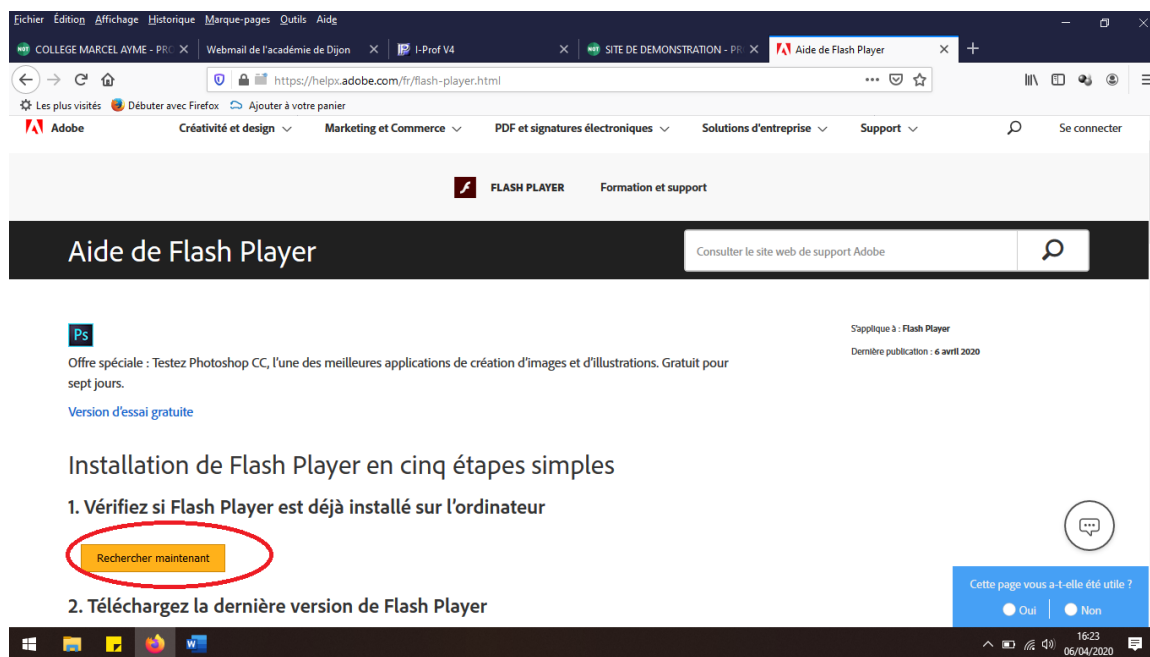 Fichier Édition Affichage Historique Marque-pages Outils Aide
COLLEGE MARCEL AYME - PRO Webmail de l'académie de Dijon I-Prof V4 SITE DE DEMONSTRATION - PR Aide de Flash Player
https://helpx.adobe.com/fr/flash-player.html
Les plus visités Débuter avec Firefox Ajouter à votre panier
Adobe Créativité et design Marketing et Commerce PDF et signatures électroniques Solutions d'entreprise Support Se connecter
FLASH PLAYER Formation et support
Aide de Flash Player Consulter le site web de support Adobe
Ps
S'applique à : Flash Player
Dernière publication : 6 avril 2020
Offre spéciale : Testez Photoshop CC, l'une des meilleures applications de création d'images et d'illustrations. Gratuit pour
sept jours.
Version d'essai gratuite
Installation de Flash Player en cinq étapes simples
1. Vérifiez si Flash Player est déjà installé sur l'ordinateur
Rechercher maintenant
2. Téléchargez la dernière version de Flash Player
Cette page vous a-t-elle été utile ?
Oui Non
16:23
06/04/2020